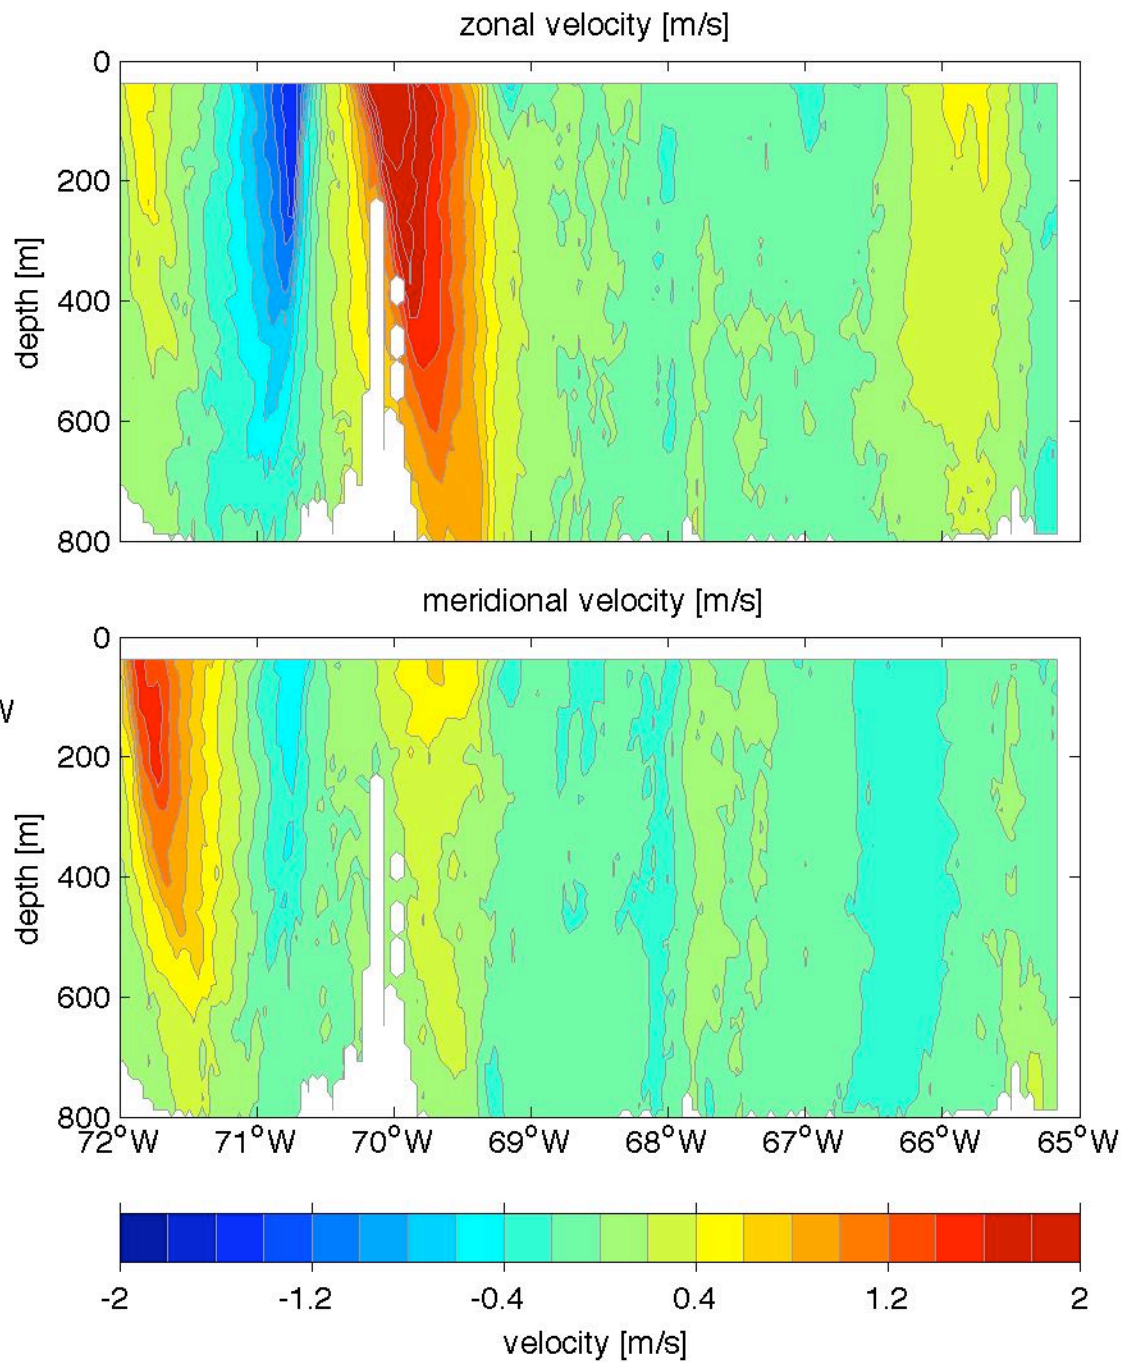 zonal velocity [m/s]
0
200
400
600
800
depth [m]
meridional velocity [m/s]
W
0
200
400
600
800
depth [m]
72°W 71°W 70°W 69°W 68°W 67°W 66°W 65°W
-2 -1.2 -0.4 0.4 1.2 2
velocity [m/s]